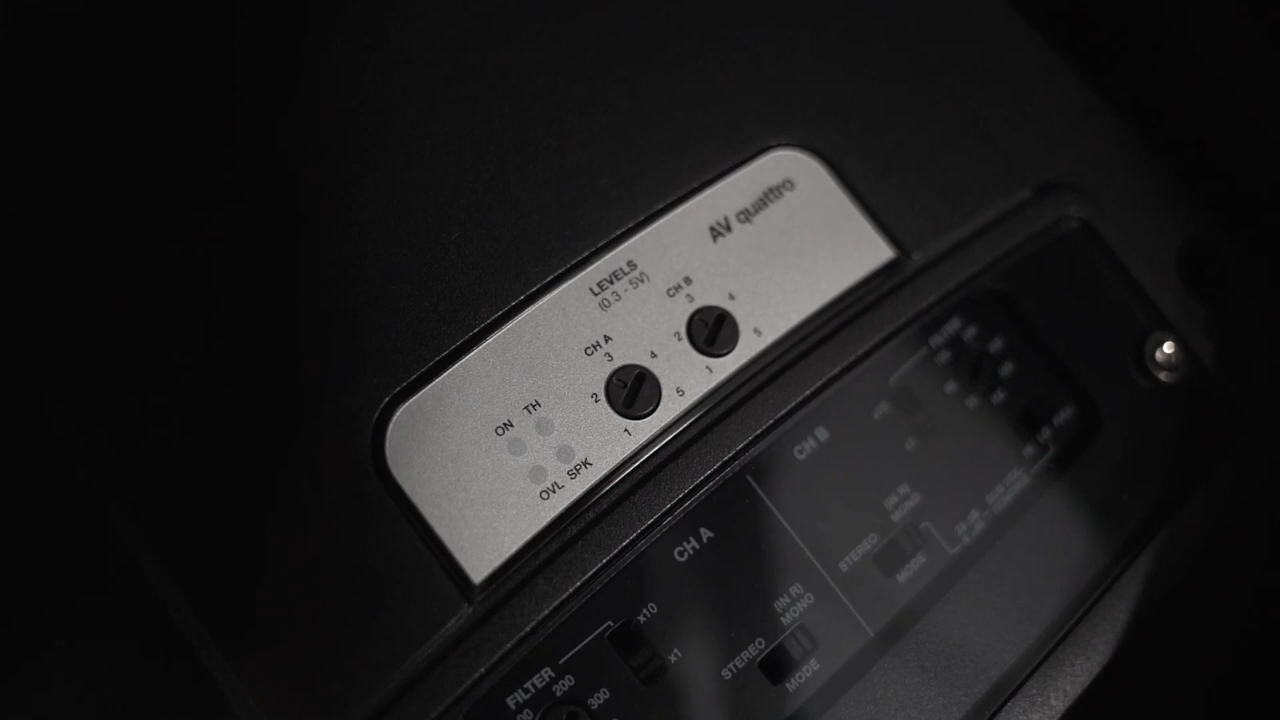 AV quattro
LEVELS
(0.3 - 5V)
CH B
3 4
2 5
1
CH A
3 4
2 5
1
ON TH
OVL SPK
CH B
(IN R)
STEREO MONO
MODE
CH A
x10
x1
(IN R)
STEREO MONO
MODE
FILTER
200
300